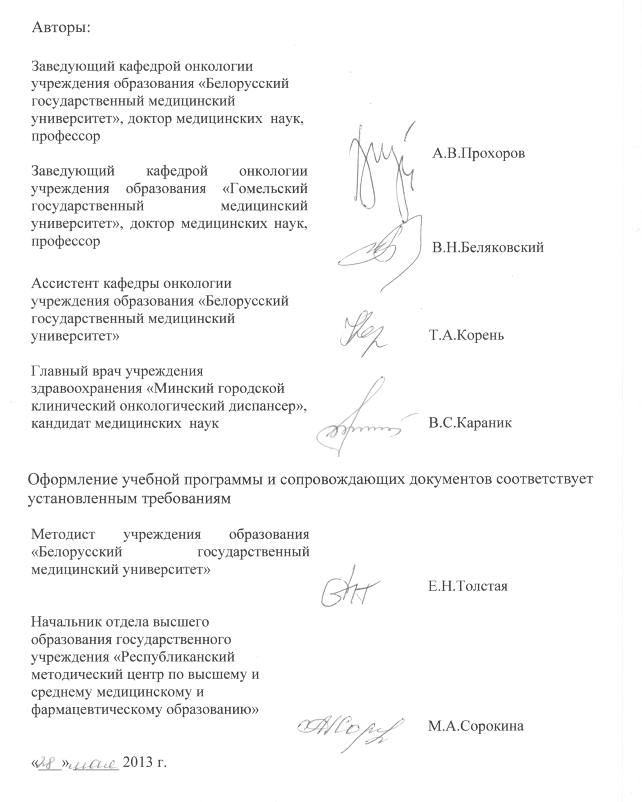 Авторы:
Заведующий кафедрой онкологии
учреждения образования «Белорусский
государственный медицинский
университет», доктор медицинских наук,
профессор
А.В.Прохоров
Заведующий кафедрой онкологии
учреждения образования «Гомельский
государственный медицинский
университет», доктор медицинских наук,
профессор
В.Н.Беляковский
Ассистент кафедры онкологии
учреждения образования «Белорусский
государственный медицинский
университет»
Т.А.Корень
Главный врач учреждения
здравоохранения «Минский городской
клинический онкологический диспансер»,
кандидат медицинских наук
В.С.Караник
Оформление учебной программы и сопровождающих документов соответствует
установленным требованиям
Методист учреждения образования
«Белорусский государственный
медицинский университет»
Е.Н.Толстая
Начальник отдела высшего
образования государственного
учреждения «Республиканский
методический центр по высшему и
среднему медицинскому и
фармацевтическому образованию»
М.А.Сорокина
«28» мая 2013 г.